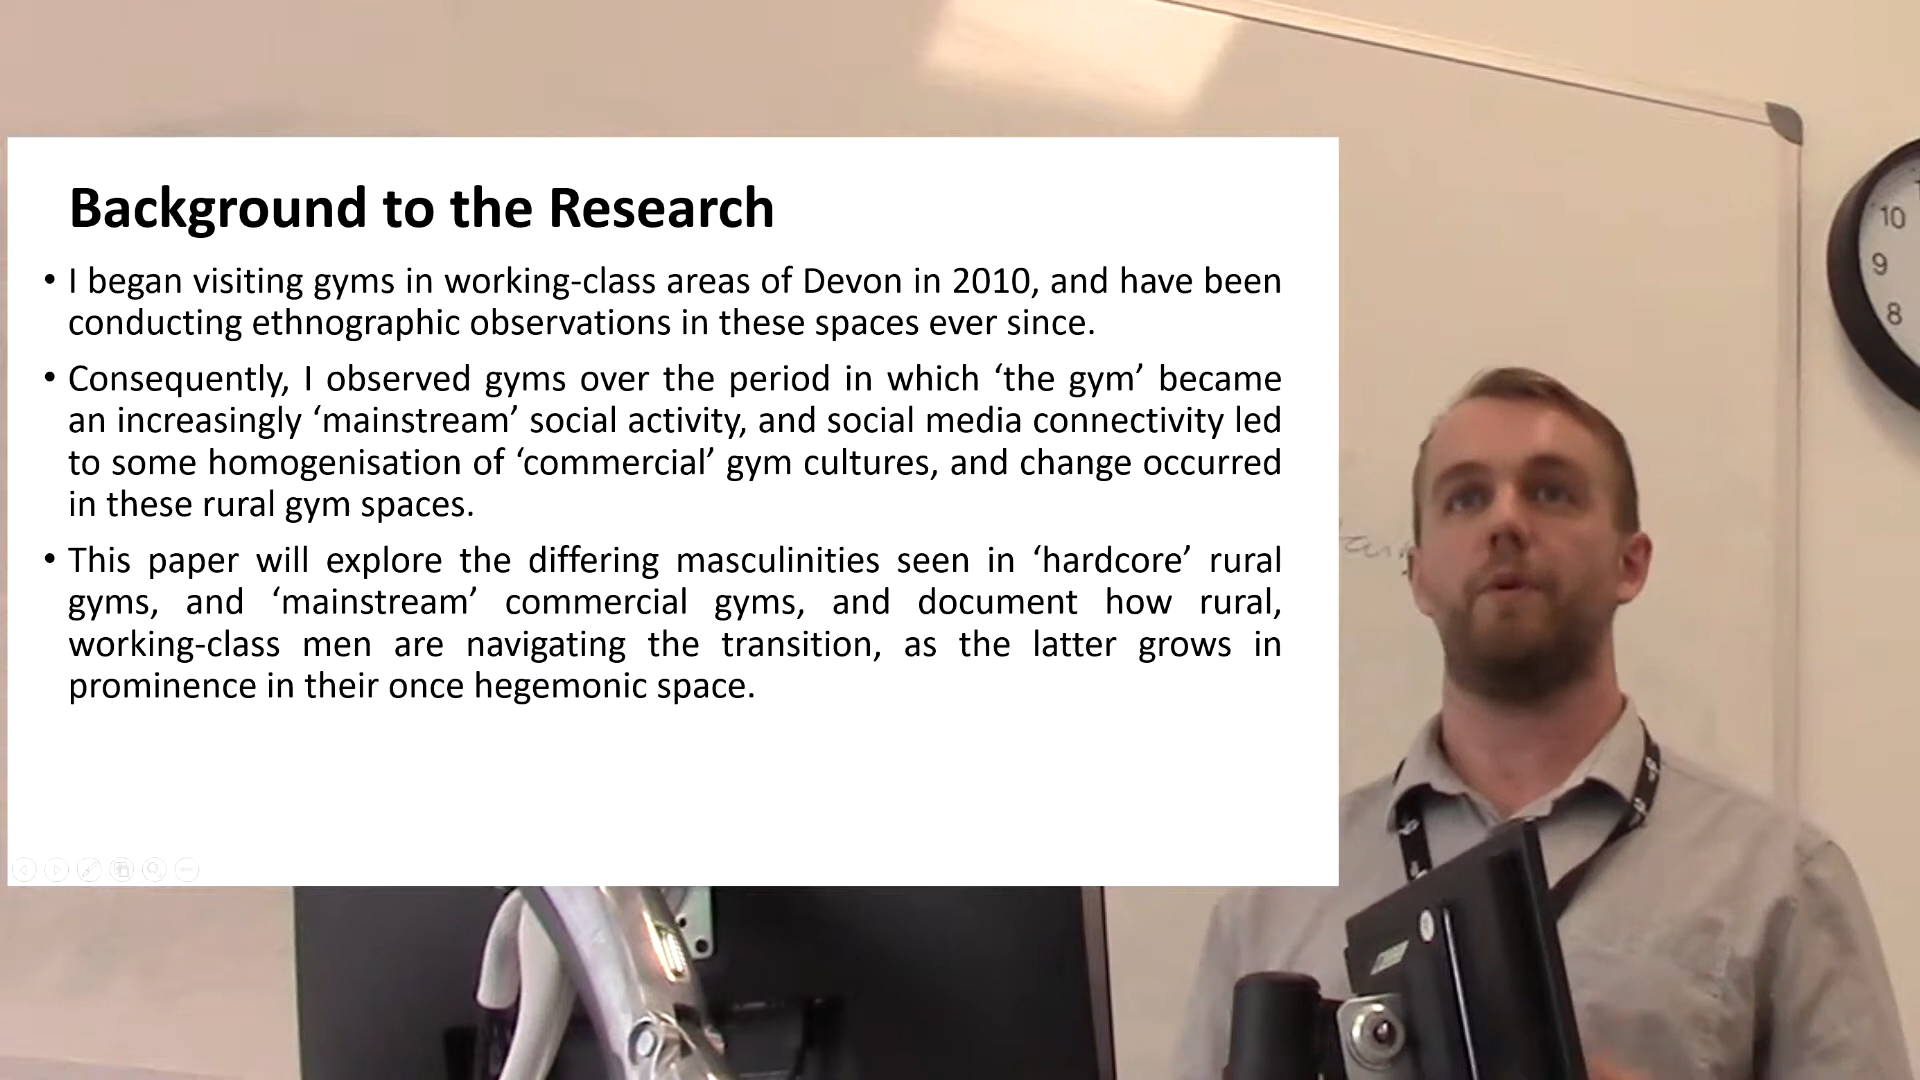 Background to the Research
• I began visiting gyms in working-class areas of Devon in 2010, and have been
conducting ethnographic observations in these spaces ever since.
• Consequently, I observed gyms over the period in which ‘the gym’ became
an increasingly ‘mainstream’ social activity, and social media connectivity led
to some homogenisation of ‘commercial’ gym cultures, and change occurred
in these rural gym spaces.
• This paper will explore the differing masculinities seen in ‘hardcore’ rural
gyms, and ‘mainstream’ commercial gyms, and document how rural,
working-class men are navigating the transition, as the latter grows in
prominence in their once hegemonic space.
10
9
8